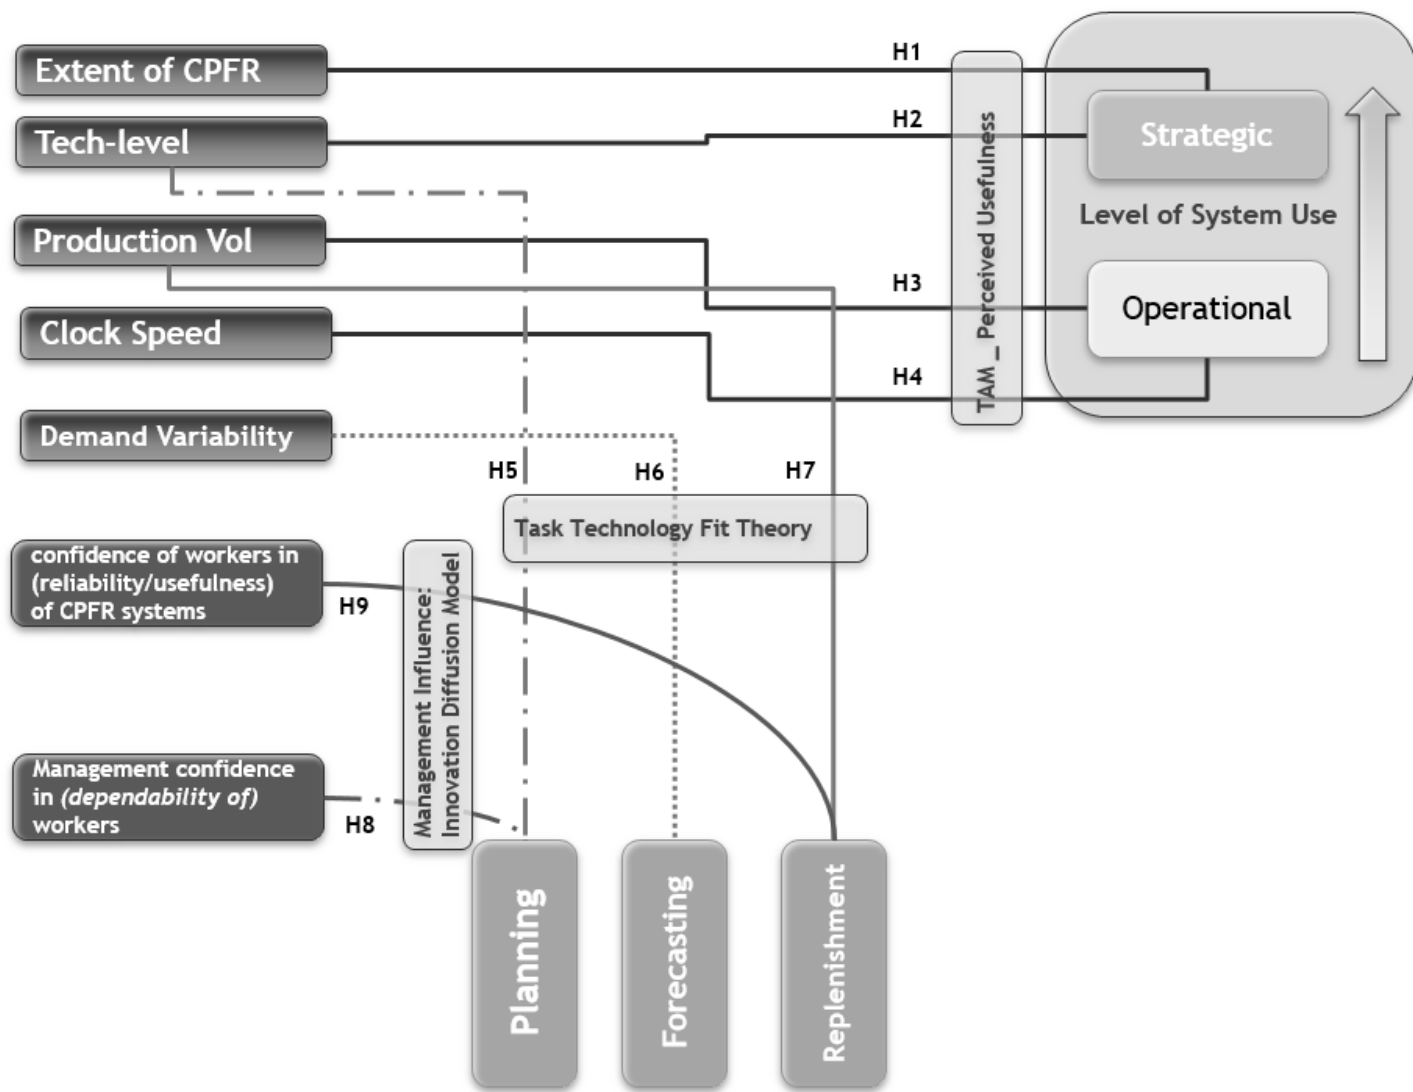 Extent of CPFR
H1
Tech-level
H2
Strategic
Production Vol
Level of System Use
TAM _ Perceived Usefulness
H3
Operational
Clock Speed
H4
Demand Variability
H5
H6
H7
Task Technology Fit Theory
confidence of workers in
(reliability/usefulness)
of CPFR systems
H9
Management Influence:
Innovation Diffusion Model
Management confidence
in (dependability of)
workers
H8
Planning
Forecasting
Replenishment